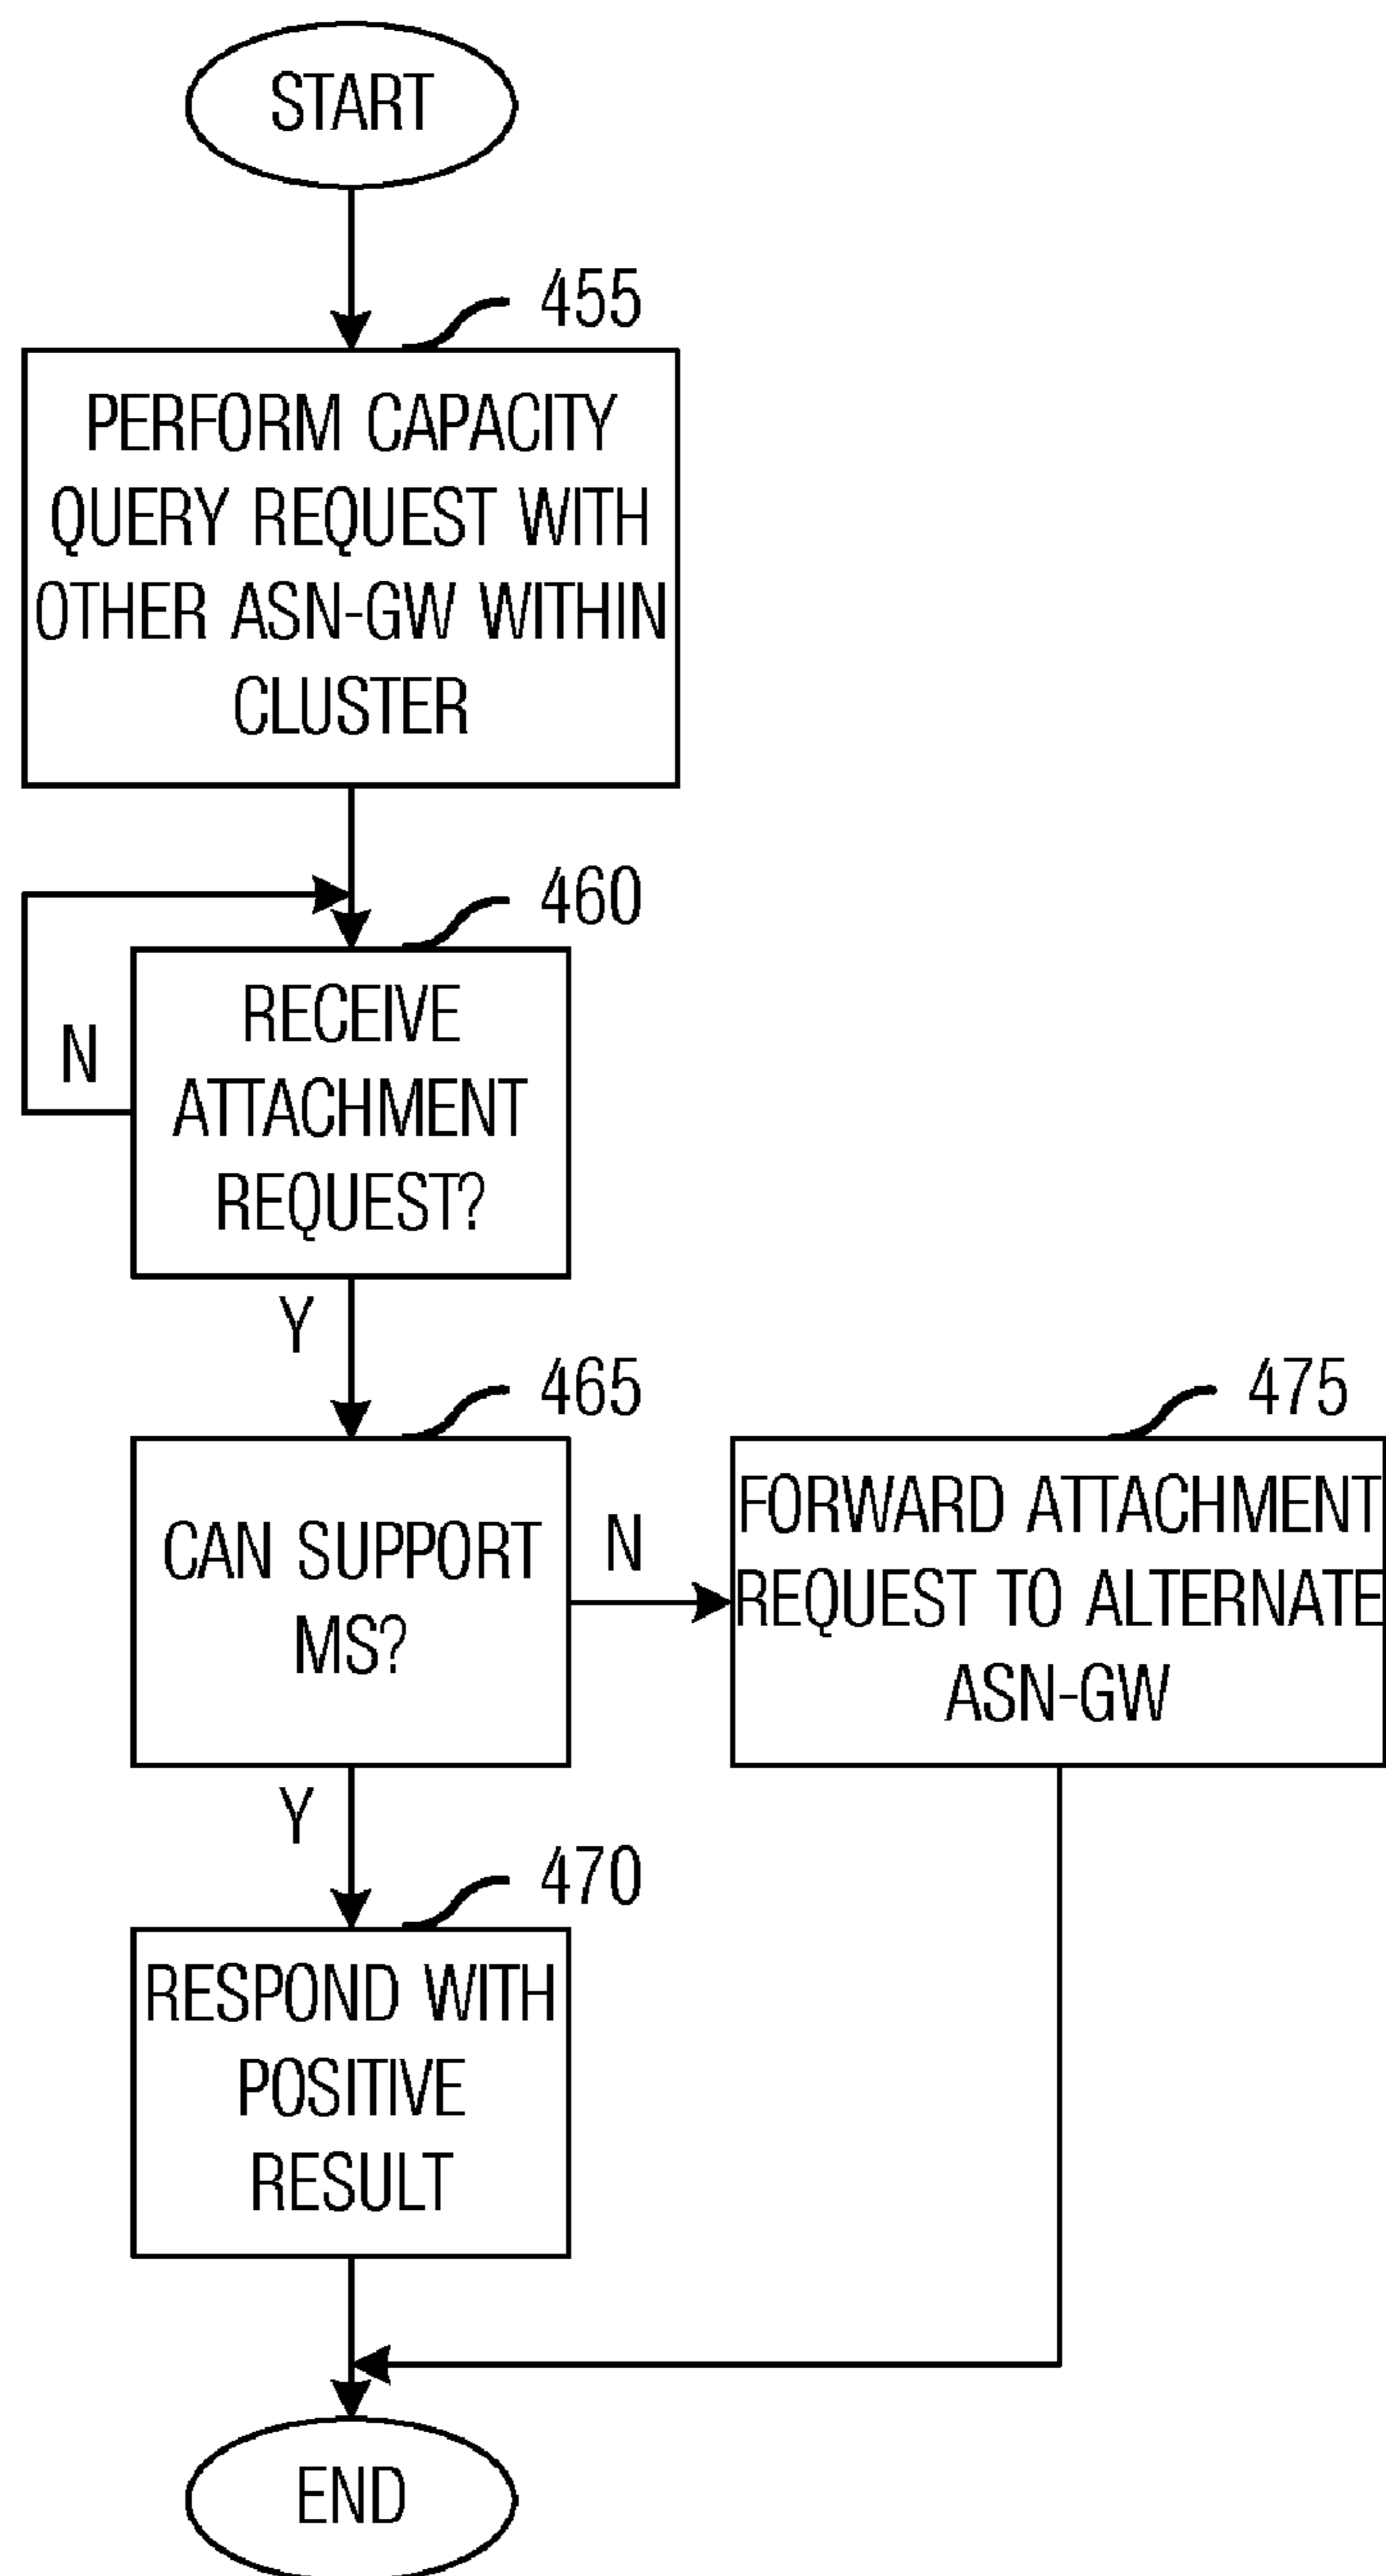 START
455
PERFORM CAPACITY
QUERY REQUEST WITH
OTHER ASN-GW WITHIN
CLUSTER
460
RECEIVE
ATTACHMENT
REQUEST?
N
Y
465
CAN SUPPORT
MS?
N
475
FORWARD ATTACHMENT
REQUEST TO ALTERNATE
ASN-GW
Y
470
RESPOND WITH
POSITIVE
RESULT
END